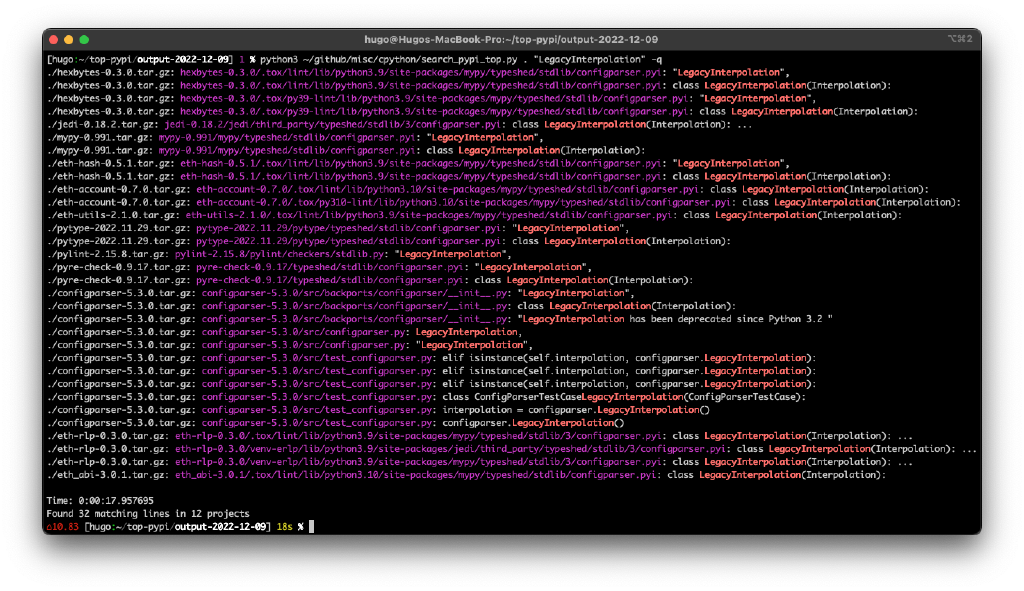 hugo@Hugos-MacBook-Pro:~/top-pypi/output-2022-12-09
⌥⌘2
[hugo:~/top-pypi/output-2022-12-09] 1 % python3 ~/github/misc/cpython/search_pypi_top.py . "LegacyInterpolation" -q
./hexbytes-0.3.0.tar.gz: hexbytes-0.3.0/.tox/lint/lib/python3.9/site-packages/mypy/typeshed/stdlib/configparser.pyi: "LegacyInterpolation",
./hexbytes-0.3.0.tar.gz: hexbytes-0.3.0/.tox/lint/lib/python3.9/site-packages/mypy/typeshed/stdlib/configparser.pyi: class LegacyInterpolation(Interpolation):
./hexbytes-0.3.0.tar.gz: hexbytes-0.3.0/.tox/py39-lint/lib/python3.9/site-packages/mypy/typeshed/stdlib/configparser.pyi: "LegacyInterpolation",
./hexbytes-0.3.0.tar.gz: hexbytes-0.3.0/.tox/py39-lint/lib/python3.9/site-packages/mypy/typeshed/stdlib/configparser.pyi: class LegacyInterpolation(Interpolation):
./jedi-0.18.2.tar.gz: jedi-0.18.2/jedi/third_party/typeshed/stdlib/3/configparser.pyi: class LegacyInterpolation(Interpolation): ...
./mypy-0.991.tar.gz: mypy-0.991/mypy/typeshed/stdlib/configparser.pyi: "LegacyInterpolation",
./mypy-0.991.tar.gz: mypy-0.991/mypy/typeshed/stdlib/configparser.pyi: class LegacyInterpolation(Interpolation):
./eth-hash-0.5.1.tar.gz: eth-hash-0.5.1/.tox/lint/lib/python3.9/site-packages/mypy/typeshed/stdlib/configparser.pyi: "LegacyInterpolation",
./eth-hash-0.5.1.tar.gz: eth-hash-0.5.1/.tox/lint/lib/python3.9/site-packages/mypy/typeshed/stdlib/configparser.pyi: class LegacyInterpolation(Interpolation):
./eth-account-0.7.0.tar.gz: eth-account-0.7.0/.tox/lint/lib/python3.10/site-packages/mypy/typeshed/stdlib/configparser.pyi: class LegacyInterpolation(Interpolation):
./eth-account-0.7.0.tar.gz: eth-account-0.7.0/.tox/py310-lint/lib/python3.10/site-packages/mypy/typeshed/stdlib/configparser.pyi: class LegacyInterpolation(Interpolation):
./eth-utils-2.1.0.tar.gz: eth-utils-2.1.0/.tox/lint/lib/python3.9/site-packages/mypy/typeshed/stdlib/configparser.pyi: class LegacyInterpolation(Interpolation):
./pytype-2022.11.29.tar.gz: pytype-2022.11.29/pytype/typeshed/stdlib/configparser.pyi: "LegacyInterpolation",
./pytype-2022.11.29.tar.gz: pytype-2022.11.29/pytype/typeshed/stdlib/configparser.pyi: class LegacyInterpolation(Interpolation):
./pylint-2.15.8.tar.gz: pylint-2.15.8/pylint/checkers/stdlib.py: "LegacyInterpolation",
./pyre-check-0.9.17.tar.gz: pyre-check-0.9.17/typeshed/stdlib/configparser.pyi: "LegacyInterpolation",
./pyre-check-0.9.17.tar.gz: pyre-check-0.9.17/typeshed/stdlib/configparser.pyi: class LegacyInterpolation(Interpolation):
./configparser-5.3.0.tar.gz: configparser-5.3.0/src/backports/configparser/__init__.py: "LegacyInterpolation",
./configparser-5.3.0.tar.gz: configparser-5.3.0/src/backports/configparser/__init__.py: class LegacyInterpolation(Interpolation):
./configparser-5.3.0.tar.gz: configparser-5.3.0/src/backports/configparser/__init__.py: "LegacyInterpolation has been deprecated since Python 3.2 "
./configparser-5.3.0.tar.gz: configparser-5.3.0/src/configparser.py: LegacyInterpolation,
./configparser-5.3.0.tar.gz: configparser-5.3.0/src/configparser.py: "LegacyInterpolation",
./configparser-5.3.0.tar.gz: configparser-5.3.0/src/test_configparser.py: elif isinstance(self.interpolation, configparser.LegacyInterpolation):
./configparser-5.3.0.tar.gz: configparser-5.3.0/src/test_configparser.py: elif isinstance(self.interpolation, configparser.LegacyInterpolation):
./configparser-5.3.0.tar.gz: configparser-5.3.0/src/test_configparser.py: elif isinstance(self.interpolation, configparser.LegacyInterpolation):
./configparser-5.3.0.tar.gz: configparser-5.3.0/src/test_configparser.py: class ConfigParserTestCaseLegacyInterpolation(ConfigParserTestCase):
./configparser-5.3.0.tar.gz: configparser-5.3.0/src/test_configparser.py: interpolation = configparser.LegacyInterpolation()
./configparser-5.3.0.tar.gz: configparser-5.3.0/src/test_configparser.py: configparser.LegacyInterpolation()
./eth-rlp-0.3.0.tar.gz: eth-rlp-0.3.0/.tox/lint/lib/python3.9/site-packages/mypy/typeshed/stdlib/3/configparser.pyi: class LegacyInterpolation(Interpolation): ...
./eth-rlp-0.3.0.tar.gz: eth-rlp-0.3.0/venv-erlp/lib/python3.9/site-packages/jedi/third_party/typeshed/stdlib/3/configparser.pyi: class LegacyInterpolation(Interpolation): ...
./eth-rlp-0.3.0.tar.gz: eth-rlp-0.3.0/venv-erlp/lib/python3.9/site-packages/mypy/typeshed/stdlib/3/configparser.pyi: class LegacyInterpolation(Interpolation): ...
./eth_abi-3.0.1.tar.gz: eth_abi-3.0.1/.tox/lint/lib/python3.10/site-packages/mypy/typeshed/stdlib/configparser.pyi: class LegacyInterpolation(Interpolation):
Time: 0:00:17.957695
Found 32 matching lines in 12 projects
⌂10.83 [hugo:~/top-pypi/output-2022-12-09] 18s %